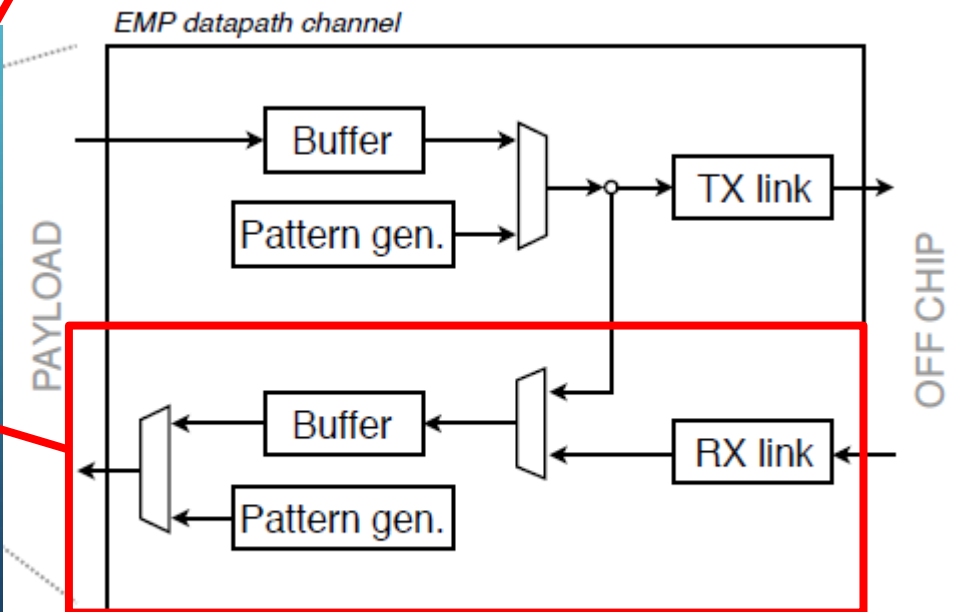 EMP datapath channel
Buffer
TX link
Pattern gen.
PAYLOAD
OFF CHIP
Buffer
RX link
Pattern gen.